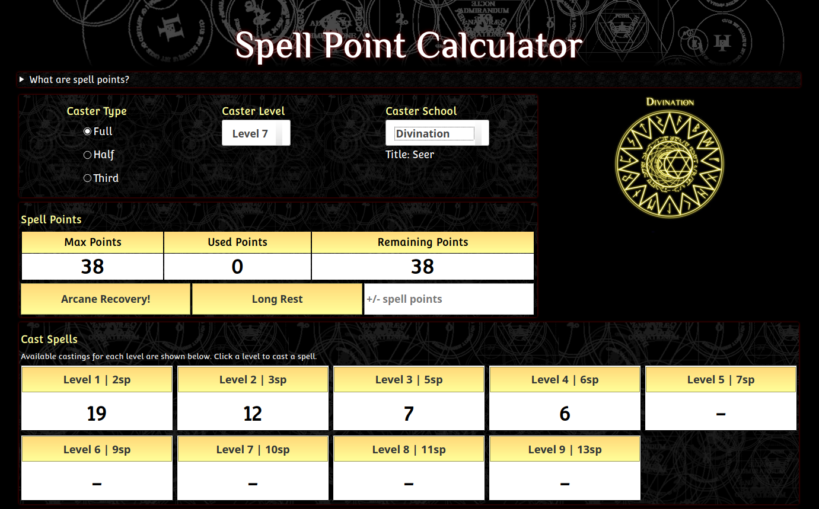 Spell Point Calculator
▸ What are spell points?
Caster Type
Full
Half
Third
Caster Level
Level 7
Caster School
Divination
Title: Seer
Divination
Spell Points
Max Points Used Points Remaining Points
38 0 38
Arcane Recovery! Long Rest +/- spell points
Cast Spells
Available castings for each level are shown below. Click a level to cast a spell.
Level 1 | 2sp Level 2 | 3sp Level 3 | 5sp Level 4 | 6sp Level 5 | 7sp
19 12 7 6 –
Level 6 | 9sp Level 7 | 10sp Level 8 | 11sp Level 9 | 13sp
– – – –